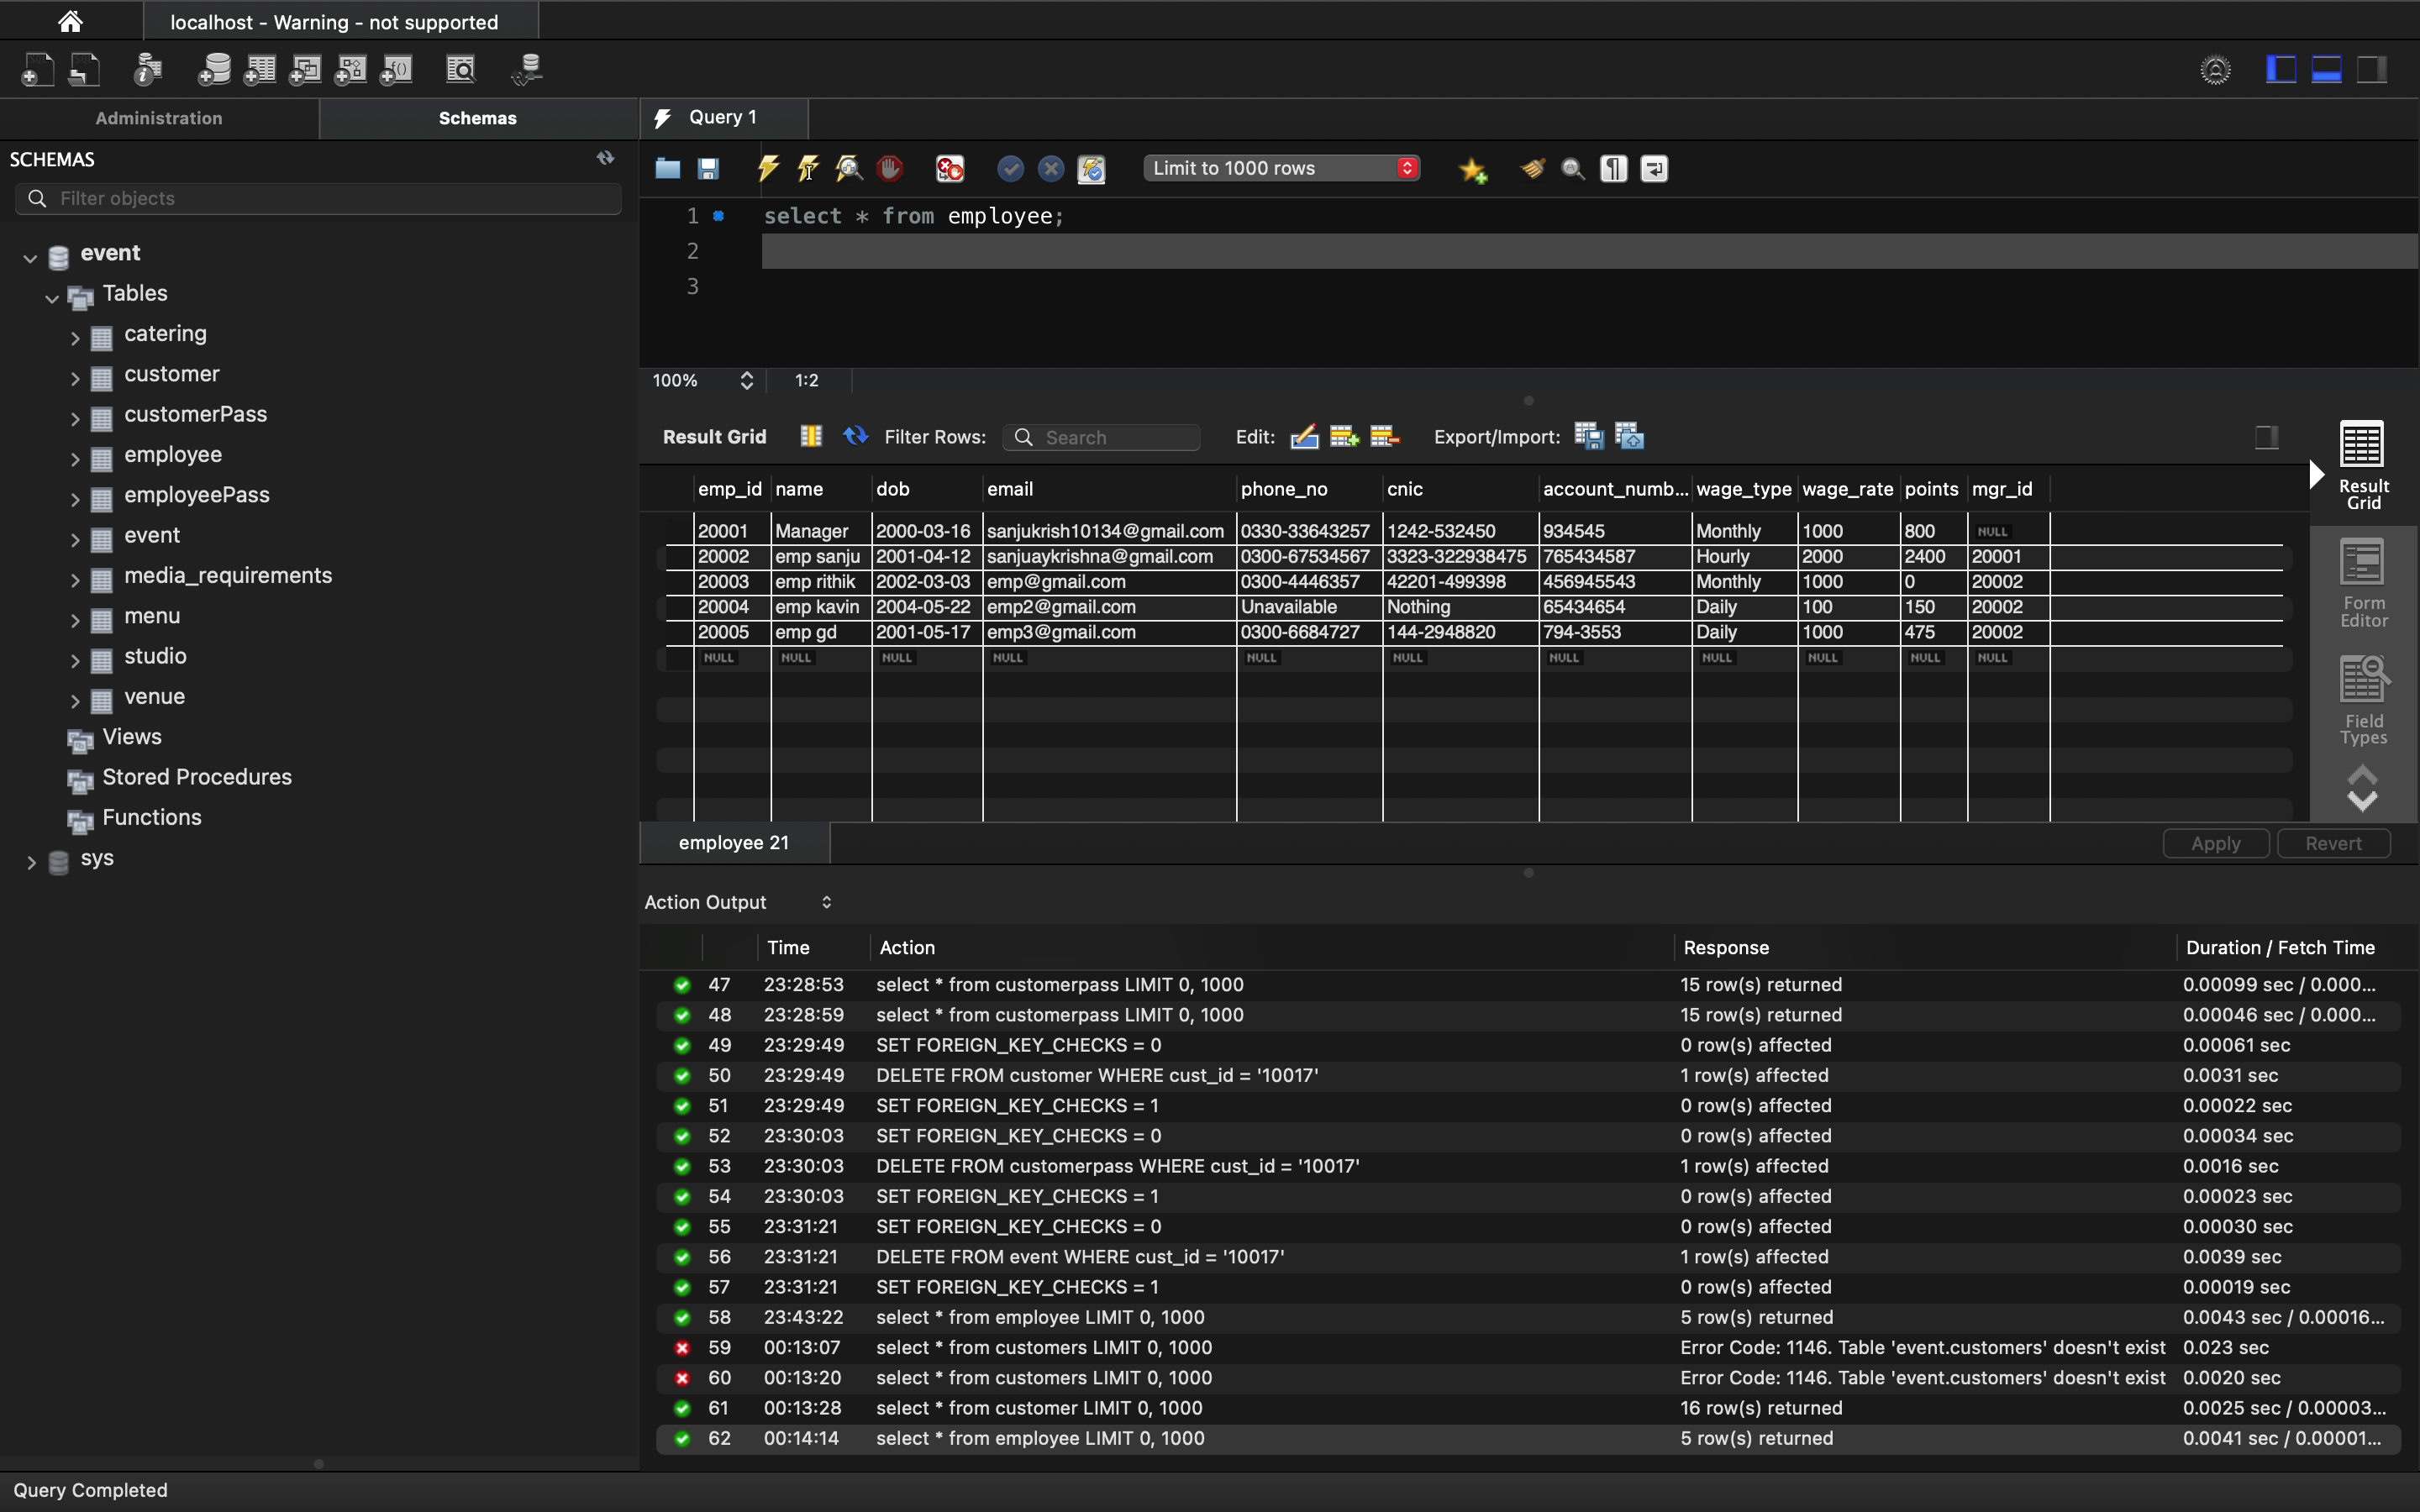 localhost - Warning - not supported
Administration
Schemas
Query 1
SCHEMAS
Filter objects
event
Tables
catering
customer
customerPass
employee
employeePass
event
media_requirements
menu
studio
venue
Views
Stored Procedures
Functions
sys
Limit to 1000 rows
1 select * from employee;
2
3
100% 1:2
Result Grid Filter Rows: Search Edit: Export/Import:
emp_id name dob email phone_no cnic account_numb... wage_type wage_rate points mgr_id
20001 Manager 2000-03-16 sanjukrish10134@gmail.com 0330-33643257 1242-532450 934545 Monthly 1000 800 NULL
20002 emp sanju 2001-04-12 sanjuaykrishna@gmail.com 0300-67534567 3323-322938475 765434587 Hourly 2000 2400 20001
20003 emp rithik 2002-03-03 emp@gmail.com 0300-4446357 42201-499398 456945543 Monthly 1000 0 20002
20004 emp kavin 2004-05-22 emp2@gmail.com Unavailable Nothing 65434654 Daily 100 150 20002
20005 emp gd 2001-05-17 emp3@gmail.com 0300-6684727 144-2948820 794-3553 Daily 1000 475 20002
NULL NULL NULL NULL NULL NULL NULL NULL NULL NULL NULL
Result
Grid
Form
Editor
Field
Types
employee 21
Apply Revert
Action Output
Time Action Response Duration / Fetch Time
47 23:28:53 select * from customerpass LIMIT 0, 1000 15 row(s) returned 0.00099 sec / 0.000...
48 23:28:59 select * from customerpass LIMIT 0, 1000 15 row(s) returned 0.00046 sec / 0.000...
49 23:29:49 SET FOREIGN_KEY_CHECKS = 0 0 row(s) affected 0.00061 sec
50 23:29:49 DELETE FROM customer WHERE cust_id = '10017' 1 row(s) affected 0.0031 sec
51 23:29:49 SET FOREIGN_KEY_CHECKS = 1 0 row(s) affected 0.00022 sec
52 23:30:03 SET FOREIGN_KEY_CHECKS = 0 0 row(s) affected 0.00034 sec
53 23:30:03 DELETE FROM customerpass WHERE cust_id = '10017' 1 row(s) affected 0.0016 sec
54 23:30:03 SET FOREIGN_KEY_CHECKS = 1 0 row(s) affected 0.00023 sec
55 23:31:21 SET FOREIGN_KEY_CHECKS = 0 0 row(s) affected 0.00030 sec
56 23:31:21 DELETE FROM event WHERE cust_id = '10017' 1 row(s) affected 0.0039 sec
57 23:31:21 SET FOREIGN_KEY_CHECKS = 1 0 row(s) affected 0.00019 sec
58 23:43:22 select * from employee LIMIT 0, 1000 5 row(s) returned 0.0043 sec / 0.00016...
59 00:13:07 select * from customers LIMIT 0, 1000 Error Code: 1146. Table 'event.customers' doesn't exist 0.023 sec
60 00:13:20 select * from customers LIMIT 0, 1000 Error Code: 1146. Table 'event.customers' doesn't exist 0.0020 sec
61 00:13:28 select * from customer LIMIT 0, 1000 16 row(s) returned 0.0025 sec / 0.00003...
62 00:14:14 select * from employee LIMIT 0, 1000 5 row(s) returned 0.0041 sec / 0.00001...
Query Completed